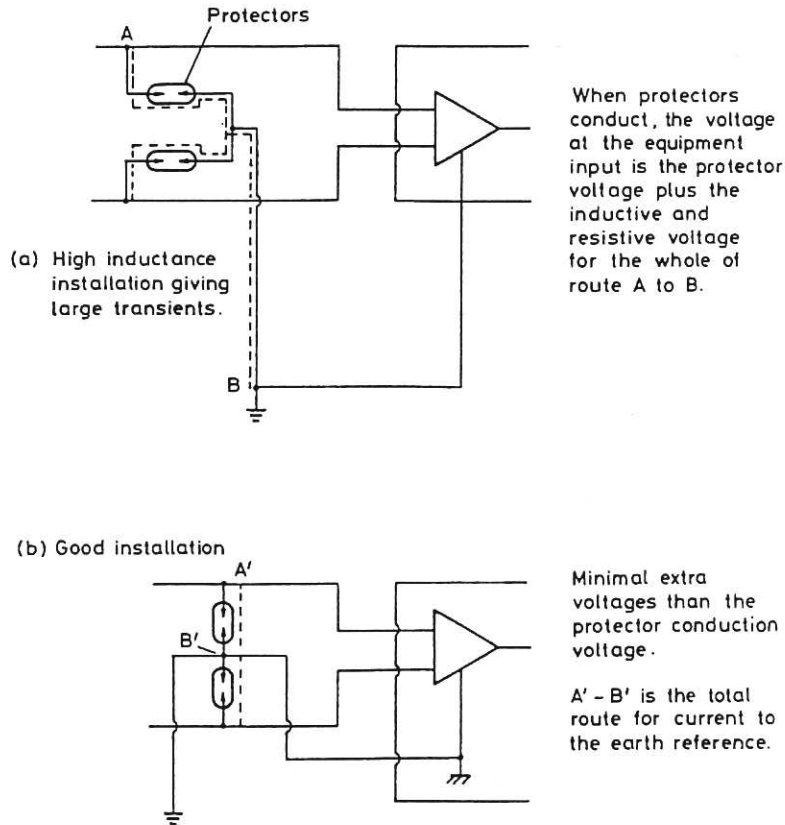 Protectors
A
When protectors
conduct, the voltage
at the equipment
input is the protector
voltage plus the
inductive and
resistive voltage
for the whole of
route A to B.
(a) High inductance
installation giving
large transients.
B
(b) Good installation
A'
B'
Minimal extra
voltages than the
protector conduction
voltage.
A' - B' is the total
route for current to
the earth reference.